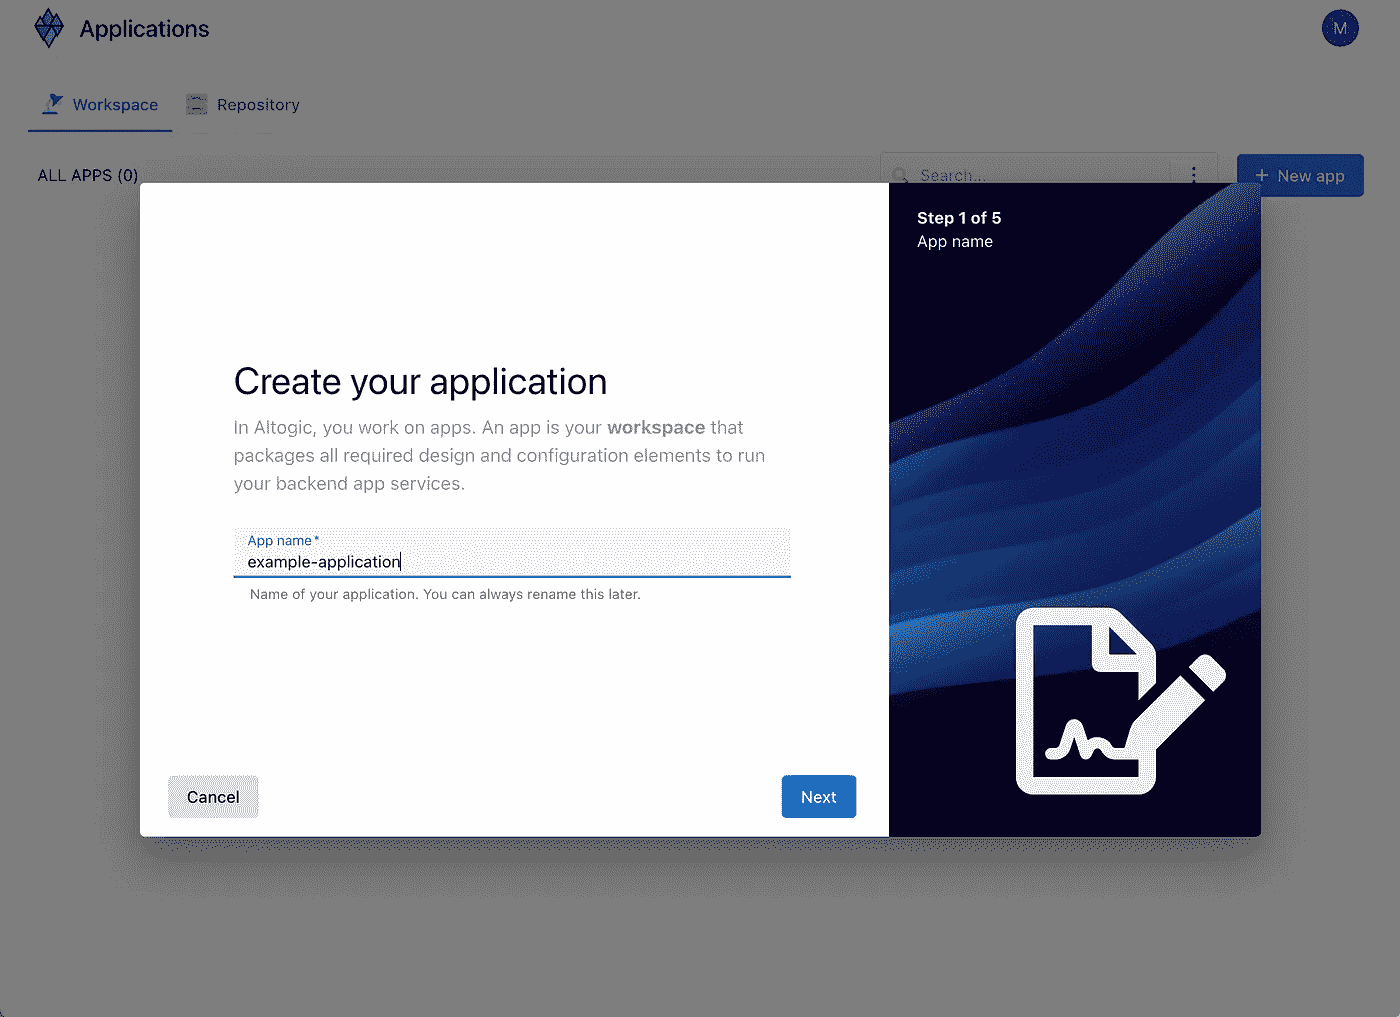 Applications
M
Workspace
Repository
ALL APPS (0)
Search...
+ New app
Step 1 of 5
App name
Create your application
In Altogic, you work on apps. An app is your workspace that
packages all required design and configuration elements to run
your backend app services.
App name*
example-application
Name of your application. You can always rename this later.
Cancel
Next